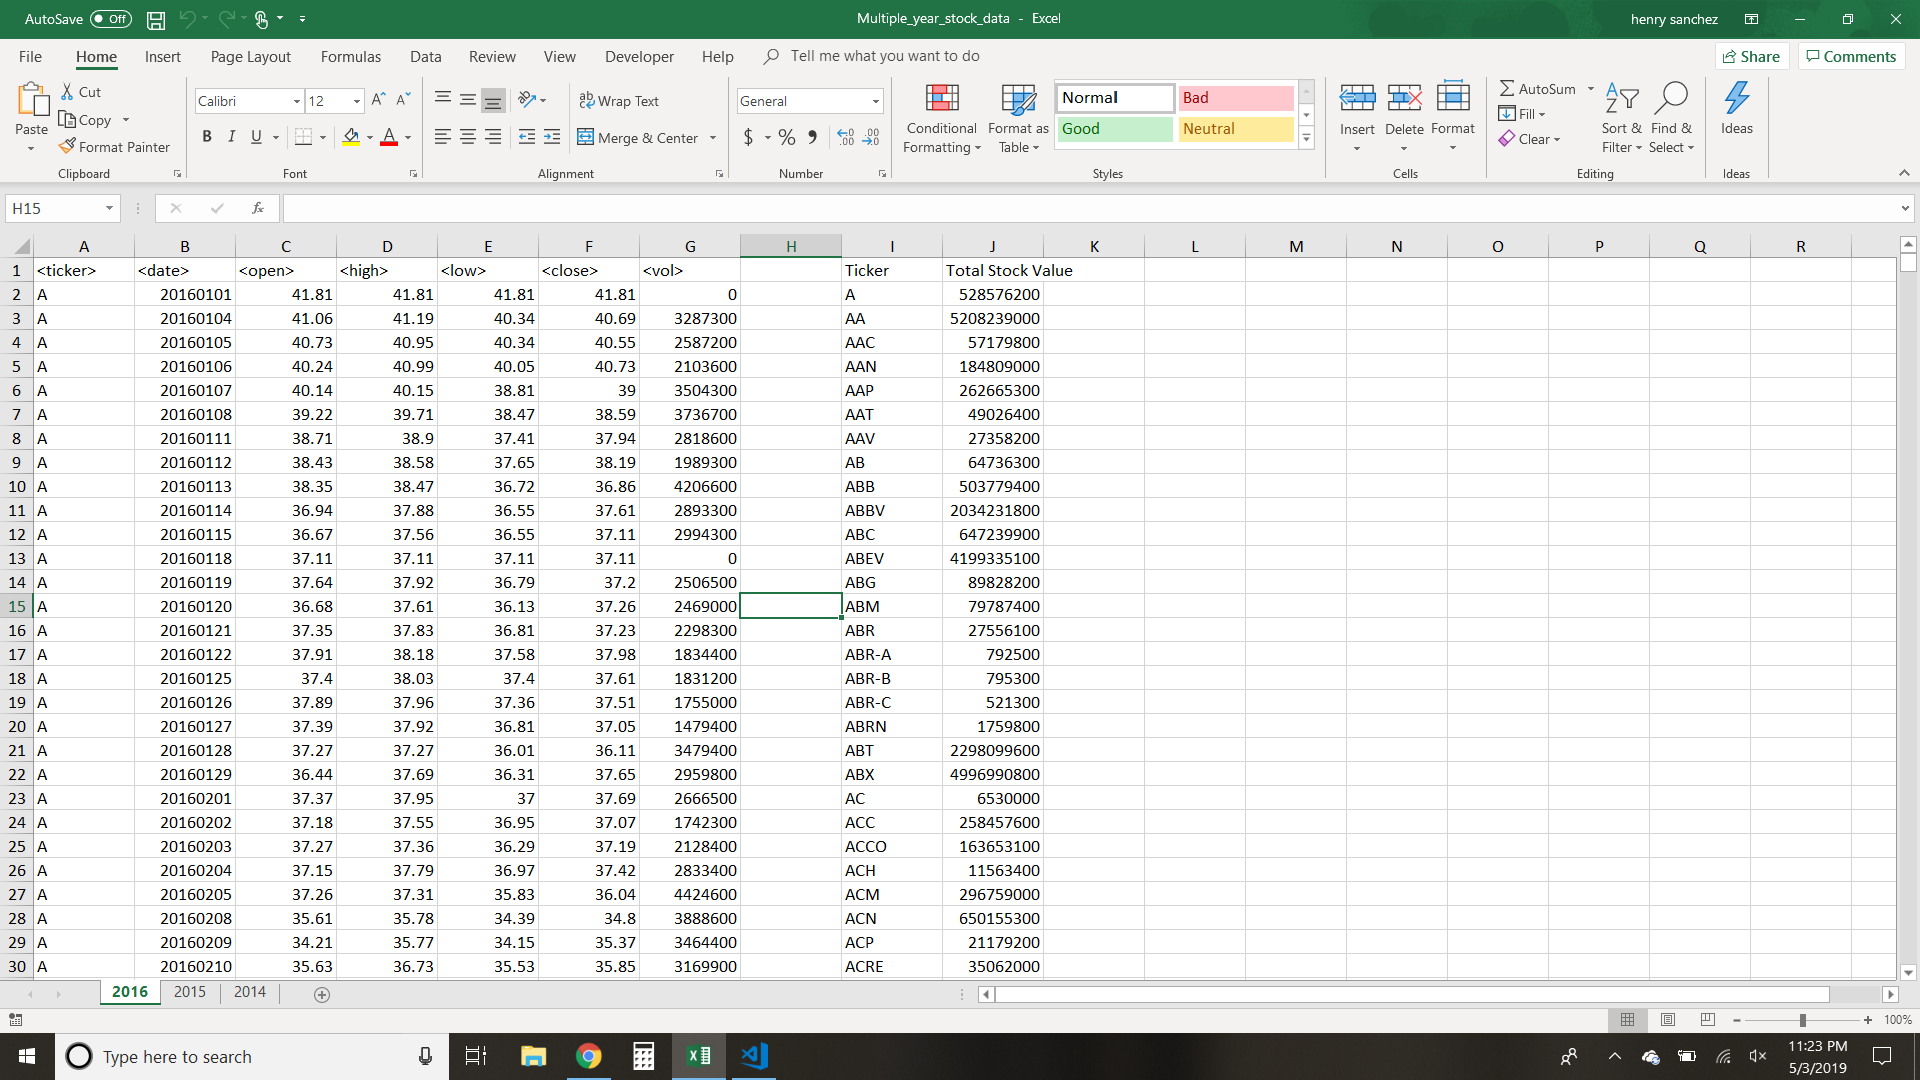 AutoSave Off Multiple_year_stock_data - Excel henry sanchez
File Home Insert Page Layout Formulas Data Review View Developer Help Tell me what you want to do Share Comments
Cut Calibri 12 Wrap Text General Conditional Formatting Format as Table Normal Bad Insert Delete Format AutoSum Sort & Filter Find & Select Ideas
Paste Copy B I U Merge & Center $ % Good Neutral Fill
Format Painter Clear
Clipboard Font Alignment Number Styles Cells Editing Ideas
H15 fx
A B C D E F G H I J K L M N O P Q R
1 <ticker> <date> <open> <high> <low> <close> <vol> Ticker Total Stock Value
2 A 20160101 41.81 41.81 41.81 41.81 0 A 528576200
3 A 20160104 41.06 41.19 40.34 40.69 3287300 AA 5208239000
4 A 20160105 40.73 40.95 40.34 40.55 2587200 AAC 57179800
5 A 20160106 40.24 40.99 40.05 40.73 2103600 AAN 184809000
6 A 20160107 40.14 40.15 38.81 39 3504300 AAP 262665300
7 A 20160108 39.22 39.71 38.47 38.59 3736700 AAT 49026400
8 A 20160111 38.71 38.9 37.41 37.94 2818600 AAV 27358200
9 A 20160112 38.43 38.58 37.65 38.19 1989300 AB 64736300
10 A 20160113 38.35 38.47 36.72 36.86 4206600 ABB 503779400
11 A 20160114 36.94 37.88 36.55 37.61 2893300 ABBV 2034231800
12 A 20160115 36.67 37.56 36.55 37.11 2994300 ABC 647239900
13 A 20160118 37.11 37.11 37.11 37.11 0 ABEV 4199335100
14 A 20160119 37.64 37.92 36.79 37.2 2506500 ABG 89828200
15 A 20160120 36.68 37.61 36.13 37.26 2469000 ABM 79787400
16 A 20160121 37.35 37.83 36.81 37.23 2298300 ABR 27556100
17 A 20160122 37.91 38.18 37.58 37.98 1834400 ABR-A 792500
18 A 20160125 37.4 38.03 37.4 37.61 1831200 ABR-B 795300
19 A 20160126 37.89 37.96 37.36 37.51 1755000 ABR-C 521300
20 A 20160127 37.39 37.92 36.81 37.05 1479400 ABRN 1759800
21 A 20160128 37.27 37.27 36.01 36.11 3479400 ABT 2298099600
22 A 20160129 36.44 37.69 36.31 37.65 2959800 ABX 4996990800
23 A 20160201 37.37 37.95 37 37.69 2666500 AC 6530000
24 A 20160202 37.18 37.55 36.95 37.07 1742300 ACC 258457600
25 A 20160203 37.27 37.36 36.29 37.19 2128400 ACCO 163653100
26 A 20160204 37.15 37.79 36.97 37.42 2833400 ACH 11563400
27 A 20160205 37.26 37.31 35.83 36.04 4424600 ACM 296759000
28 A 20160208 35.61 35.78 34.39 34.8 3888600 ACN 650155300
29 A 20160209 34.21 35.77 34.15 35.37 3464400 ACP 21179200
30 A 20160210 35.63 36.73 35.53 35.85 3169900 ACRE 35062000
2016 2015 2014
100%
Type here to search 11:23 PM
5/3/2019